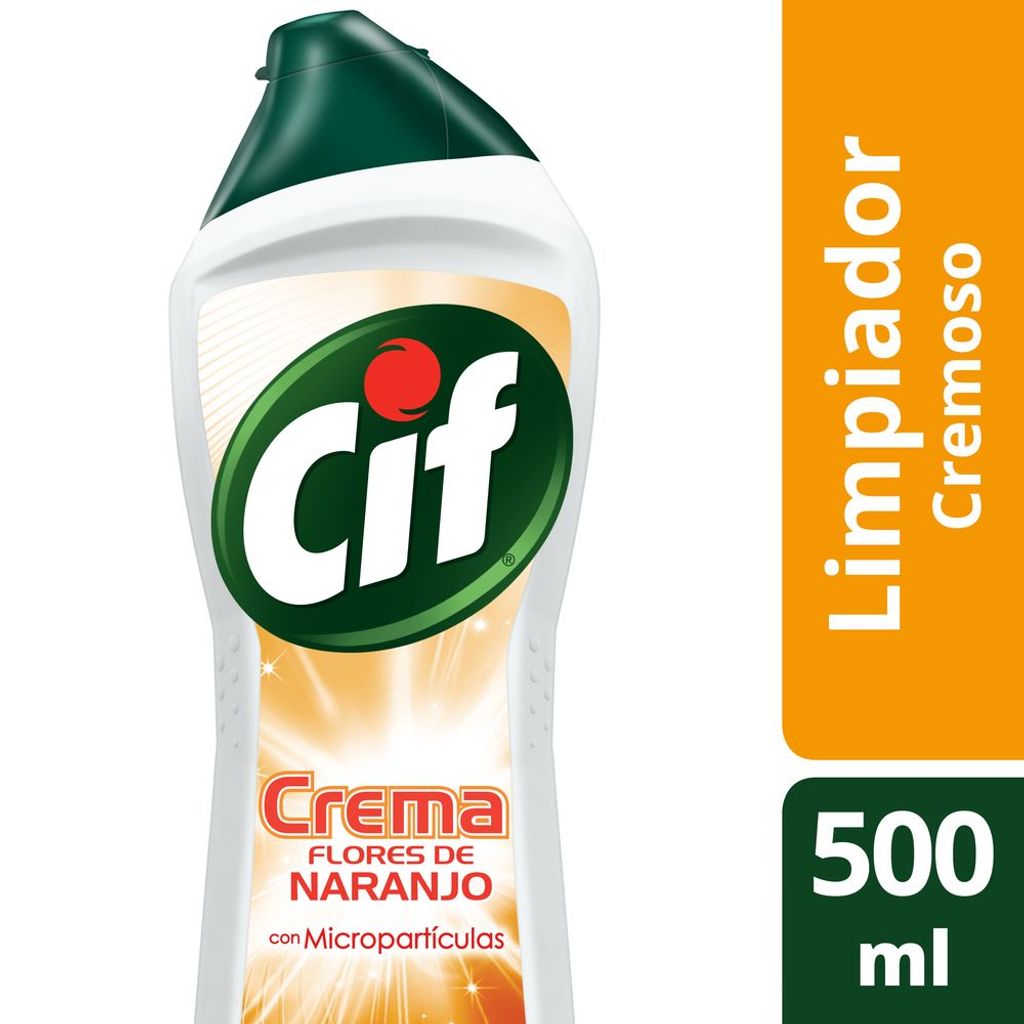 Cif
®
Crema
FLORES DE
NARANJO
con Micropartículas
Limpiador
Cremoso
500
ml